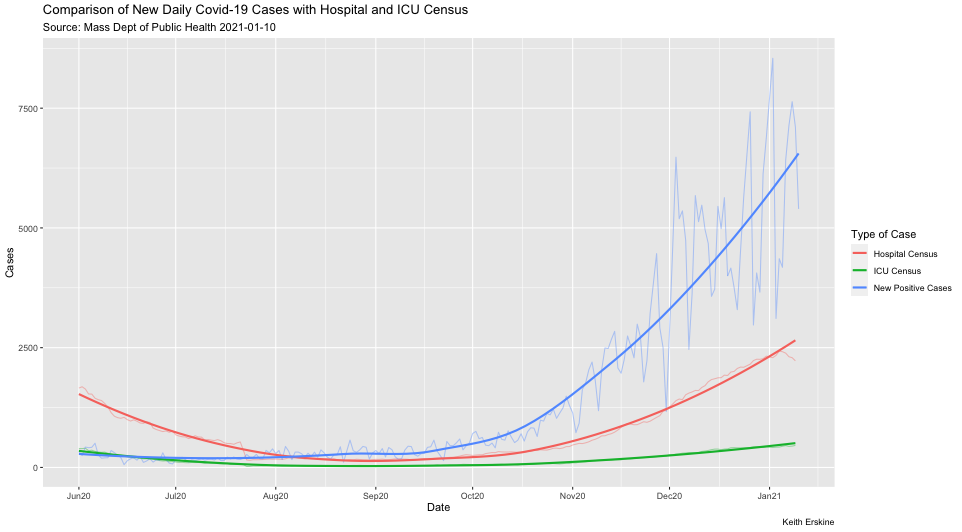 Comparison of New Daily Covid-19 Cases with Hospital and ICU Census
Source: Mass Dept of Public Health 2021-01-10
7500
5000
2500
0
Cases
Jun20
Jul20
Aug20
Sep20
Oct20
Nov20
Dec20
Jan21
Date
Type of Case
Hospital Census
ICU Census
New Positive Cases
Keith Erskine